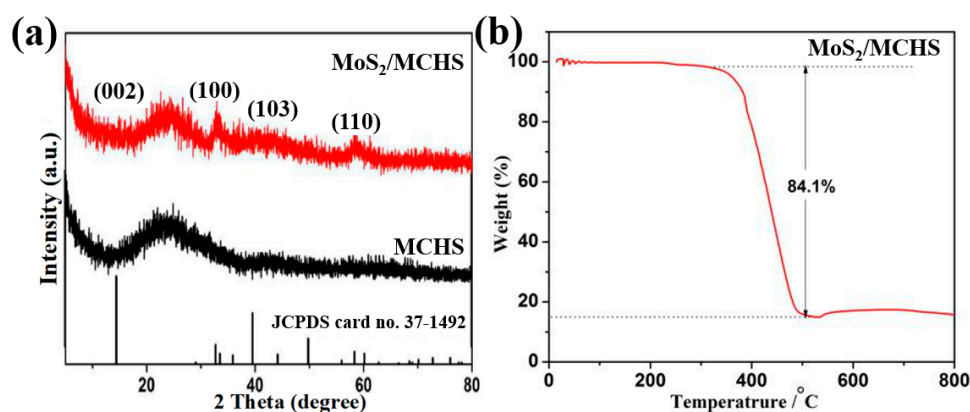 (a)
MoS₂/MCHS
(002)
(100)
(103)
(110)
MCHS
JCPDS card no. 37-1492
Intensity (a.u.)
20
40
60
80
2 Theta (degree)
(b)
MoS₂/MCHS
100
80
60
40
20
0
84.1%
Weight (%)
0
200
400
600
800
Temperatrure /°C